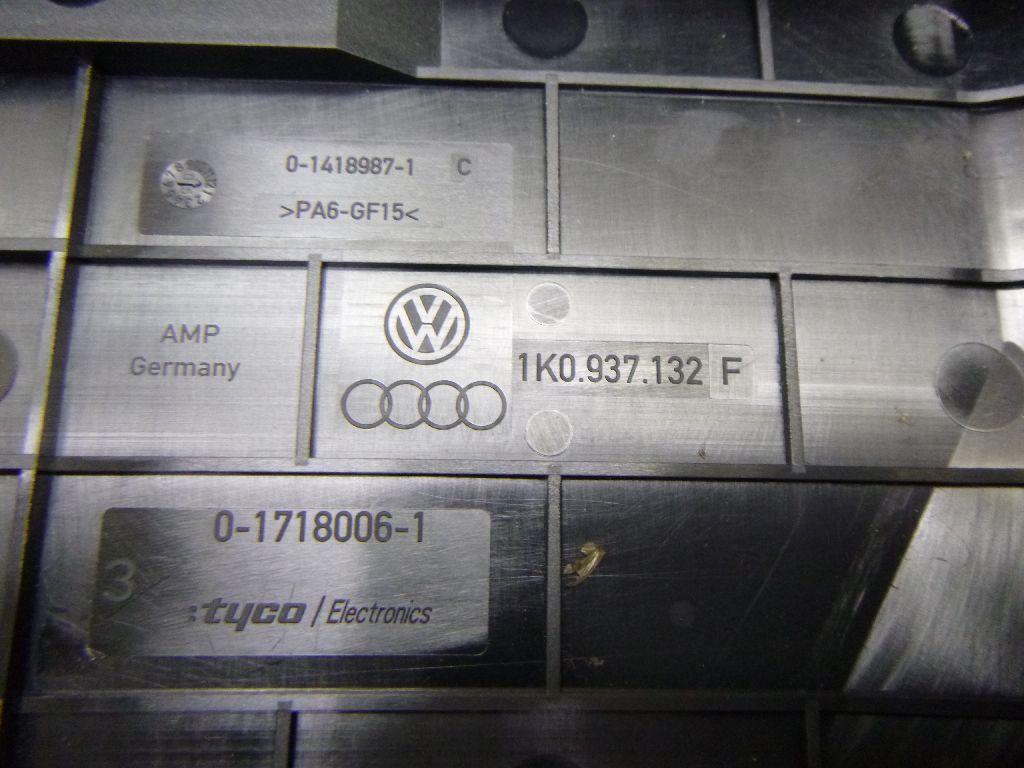 0-1418987-1 C
>PA6-GF15<
AMP
Germany
1K0.937.132 F
0-1718006-1
3
:tyco / Electronics